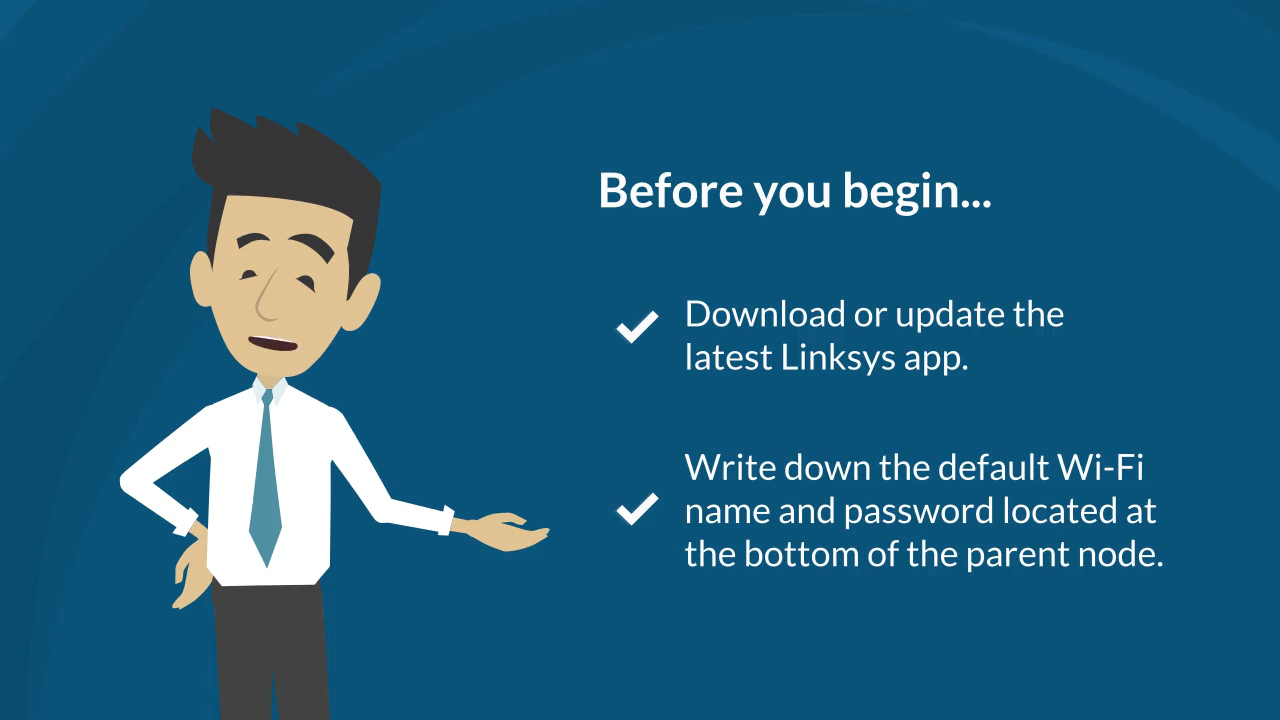 Before you begin...
Download or update the
latest Linksys app.
Write down the default Wi-Fi
name and password located at
the bottom of the parent node.